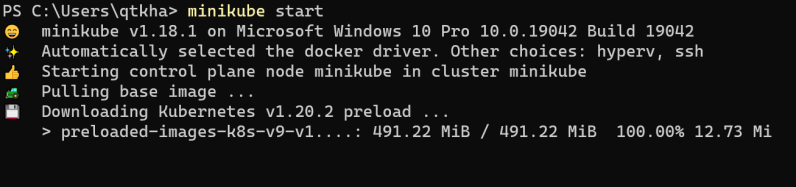 PS C:\Users\qtkha> minikube start
😄 minikube v1.18.1 on Microsoft Windows 10 Pro 10.0.19042 Build 19042
✨ Automatically selected the docker driver. Other choices: hyperv, ssh
👍 Starting control plane node minikube in cluster minikube
🚜 Pulling base image ...
💾 Downloading Kubernetes v1.20.2 preload ...
> preloaded-images-k8s-v9-v1....: 491.22 MiB / 491.22 MiB 100.00% 12.73 Mi